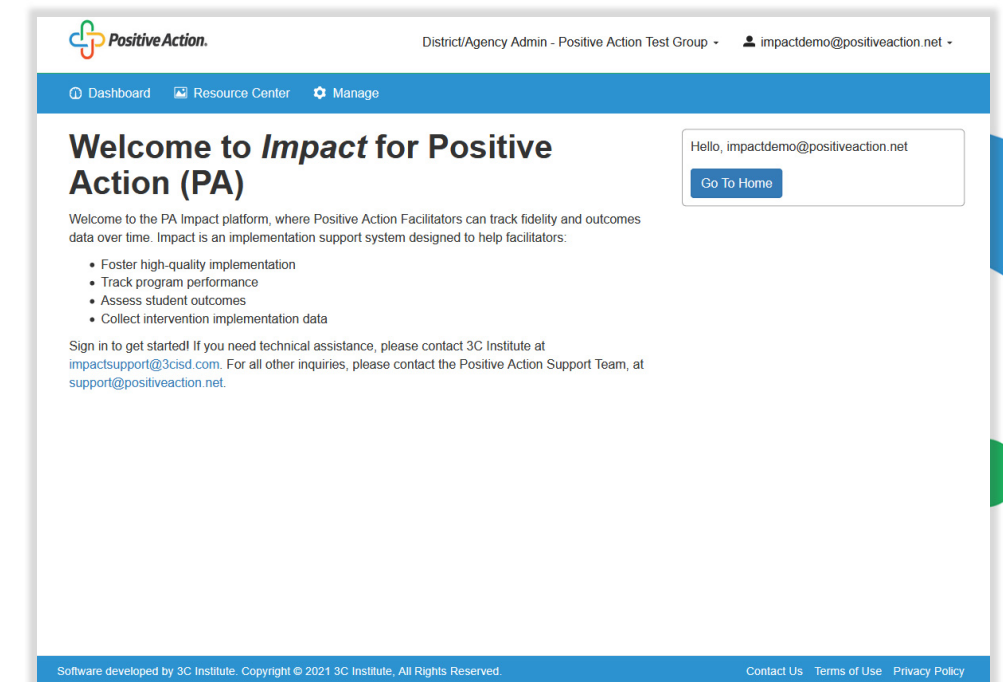 Positive Action.
District/Agency Admin - Positive Action Test Group
impactdemo@positiveaction.net
Dashboard
Resource Center
Manage
Welcome to Impact for Positive
Action (PA)
Welcome to the PA Impact platform, where Positive Action Facilitators can track fidelity and outcomes
data over time. Impact is an implementation support system designed to help facilitators:
• Foster high-quality implementation
• Track program performance
• Assess student outcomes
• Collect intervention implementation data
Sign in to get started! If you need technical assistance, please contact 3C Institute at
impactsupport@3cisd.com. For all other inquiries, please contact the Positive Action Support Team, at
support@positiveaction.net.
Hello, impactdemo@positiveaction.net
Go To Home
Software developed by 3C Institute. Copyright © 2021 3C Institute, All Rights Reserved.
Contact Us Terms of Use Privacy Policy